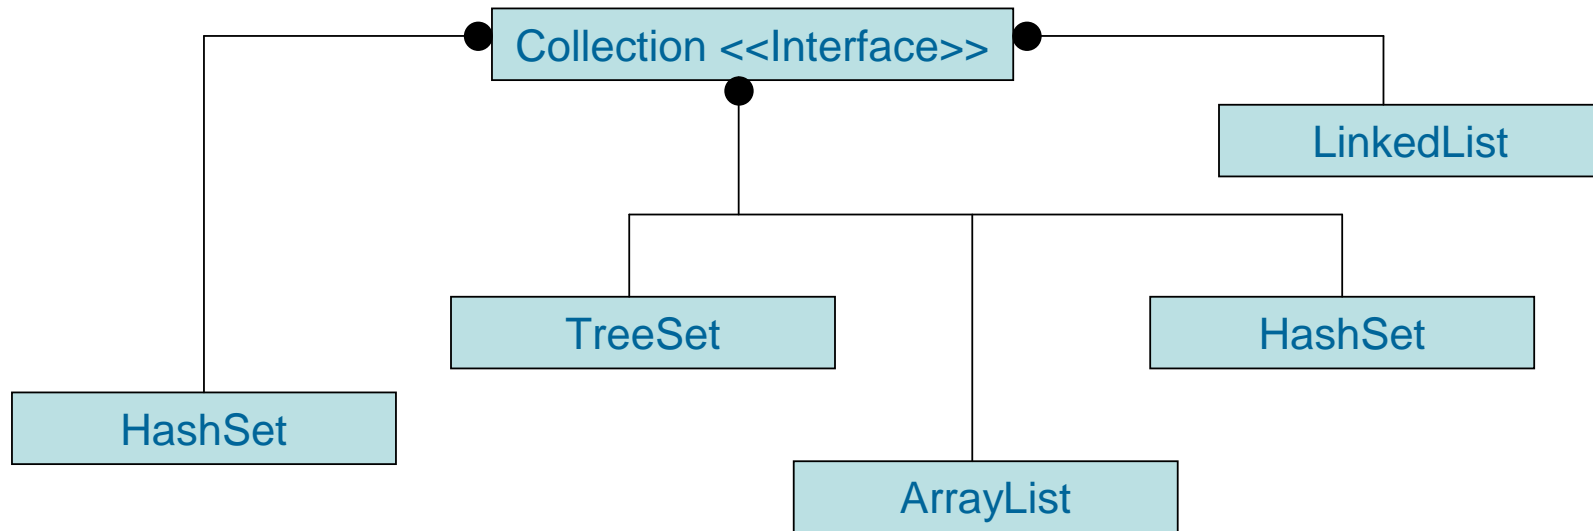 Collection <<Interface>>
LinkedList
TreeSet
HashSet
HashSet
ArrayList